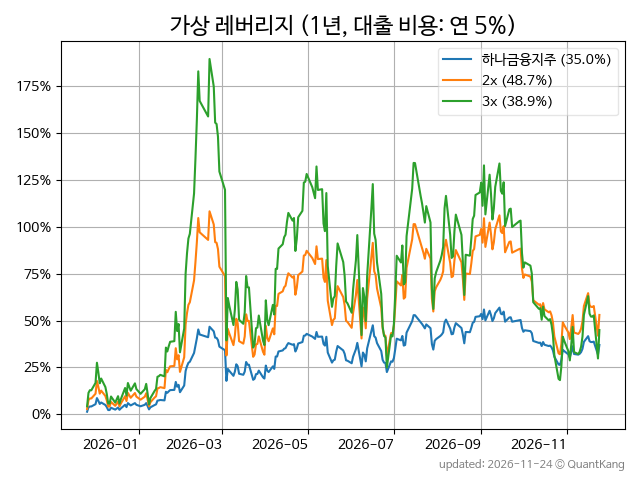 가상 레버리지 (1년, 대출 비용: 연 5%)
하나금융지주 (35.0%)
2x (48.7%)
3x (38.9%)
175%
150%
125%
100%
75%
50%
25%
0%
2026-01 2026-03 2026-05 2026-07 2026-09 2026-11
updated: 2026-11-24 © QuantKang